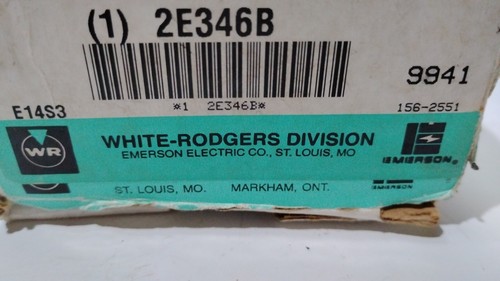 (1) 2E346B
9941
*1 2E346B*
E14S3
156-2551
WR
WHITE-RODGERS DIVISION
EMERSON ELECTRIC CO., ST. LOUIS, MO
EMERSON
ST. LOUIS, MO. MARKHAM, ONT.
EMERSON